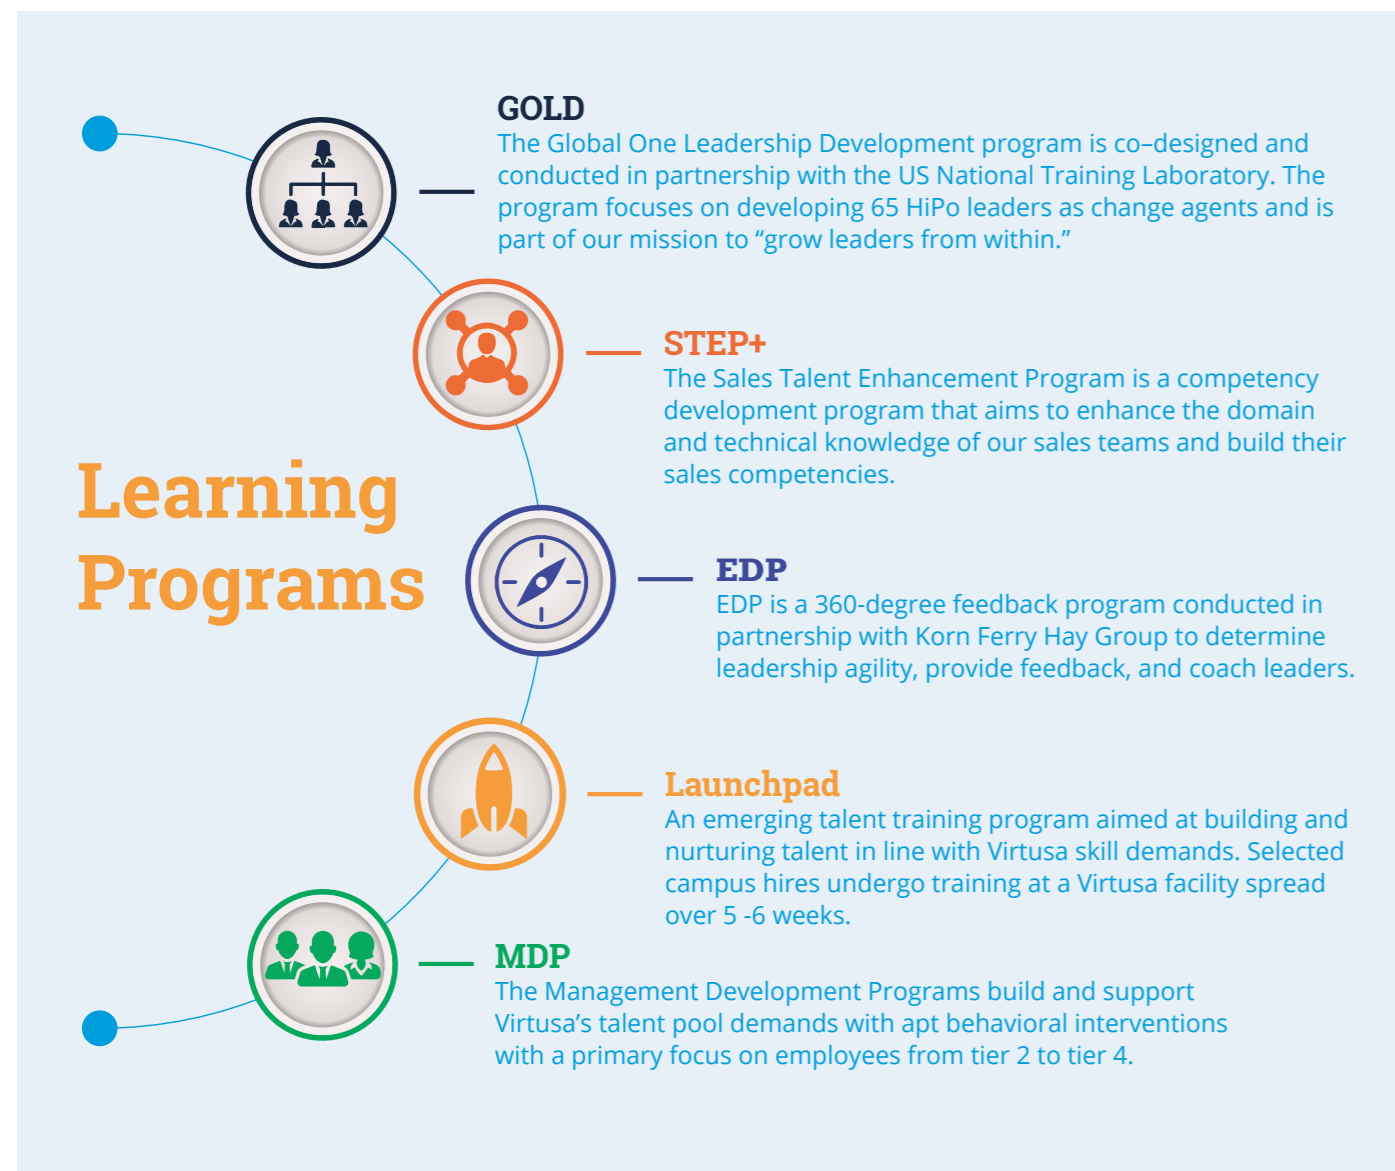 GOLD
The Global One Leadership Development program is co–designed and
conducted in partnership with the US National Training Laboratory. The
program focuses on developing 65 HiPo leaders as change agents and is
part of our mission to “grow leaders from within.”
STEP+
The Sales Talent Enhancement Program is a competency
development program that aims to enhance the domain
and technical knowledge of our sales teams and build their
sales competencies.
Learning
Programs
EDP
EDP is a 360-degree feedback program conducted in
partnership with Korn Ferry Hay Group to determine
leadership agility, provide feedback, and coach leaders.
Launchpad
An emerging talent training program aimed at building and
nurturing talent in line with Virtusa skill demands. Selected
campus hires undergo training at a Virtusa facility spread
over 5 -6 weeks.
MDP
The Management Development Programs build and support
Virtusa’s talent pool demands with apt behavioral interventions
with a primary focus on employees from tier 2 to tier 4.